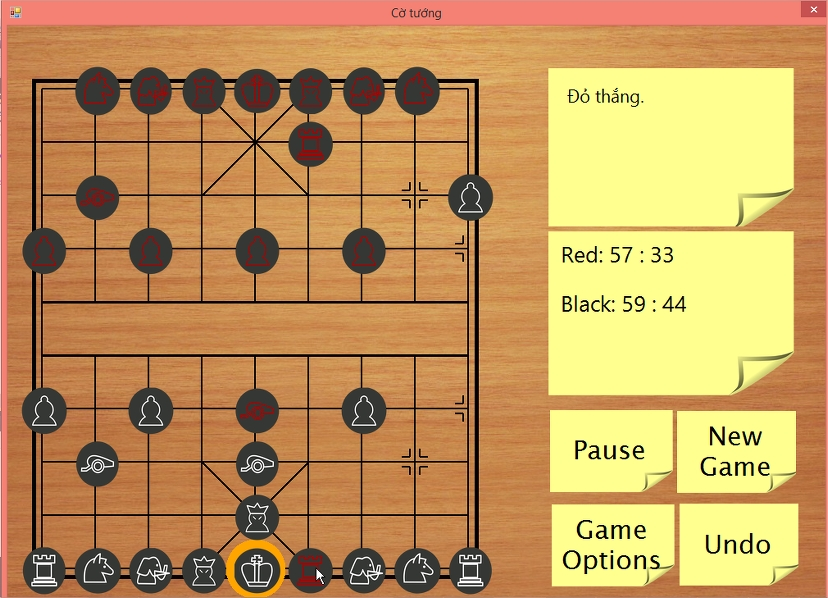 Cờ tướng
Đỏ thắng.
Red: 57 : 33
Black: 59 : 44
Pause
New
Game
Game
Options
Undo